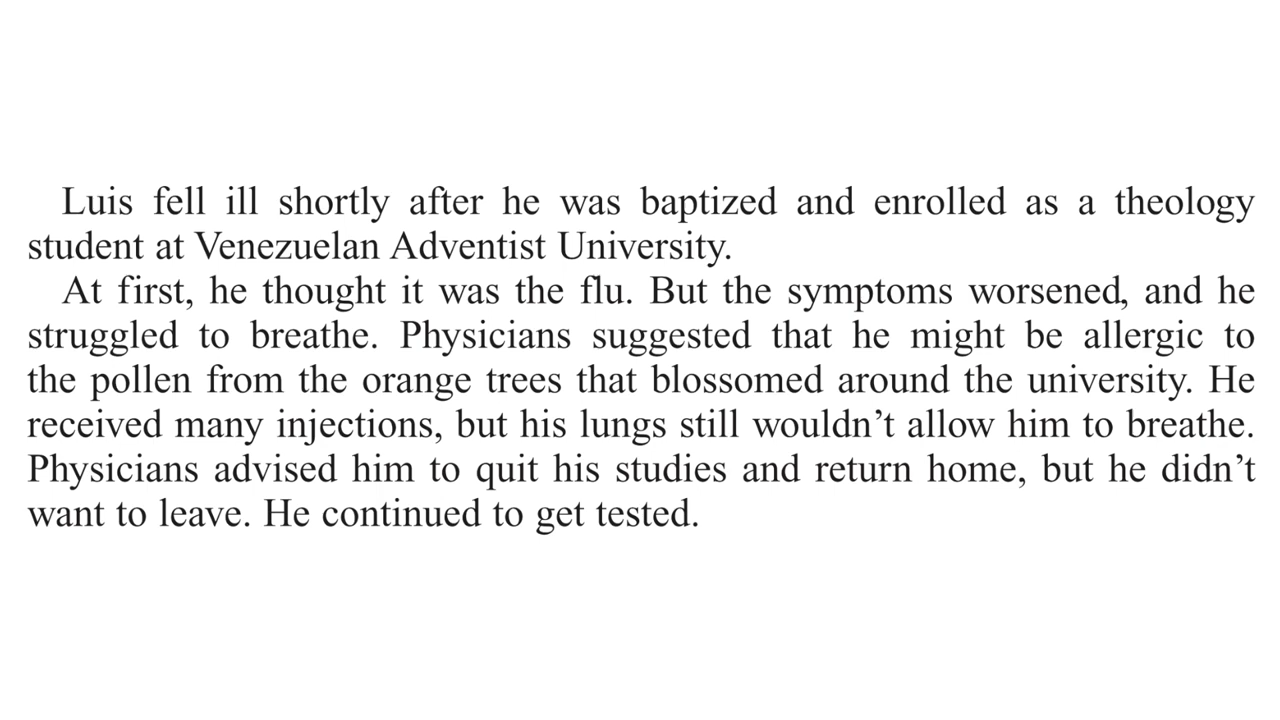 Luis fell ill shortly after he was baptized and enrolled as a theology
student at Venezuelan Adventist University.
At first, he thought it was the flu. But the symptoms worsened, and he
struggled to breathe. Physicians suggested that he might be allergic to
the pollen from the orange trees that blossomed around the university. He
received many injections, but his lungs still wouldn’t allow him to breathe.
Physicians advised him to quit his studies and return home, but he didn’t
want to leave. He continued to get tested.